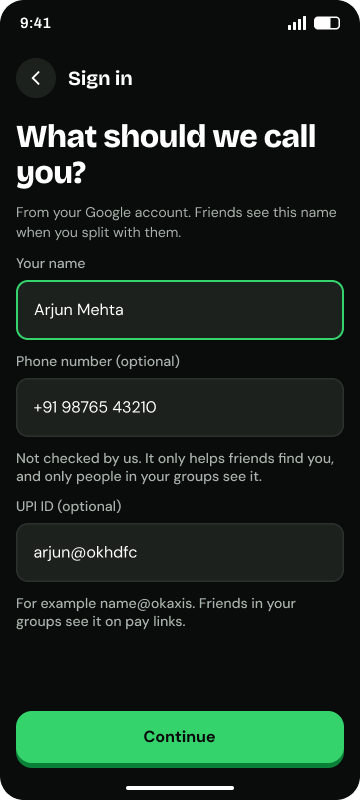 9:41
Sign in
What should we call
you?
From your Google account. Friends see this name
when you split with them.
Your name
Arjun Mehta
Phone number (optional)
+91 98765 43210
Not checked by us. It only helps friends find you,
and only people in your groups see it.
UPI ID (optional)
arjun@okhdfc
For example name@okaxis. Friends in your
groups see it on pay links.
Continue